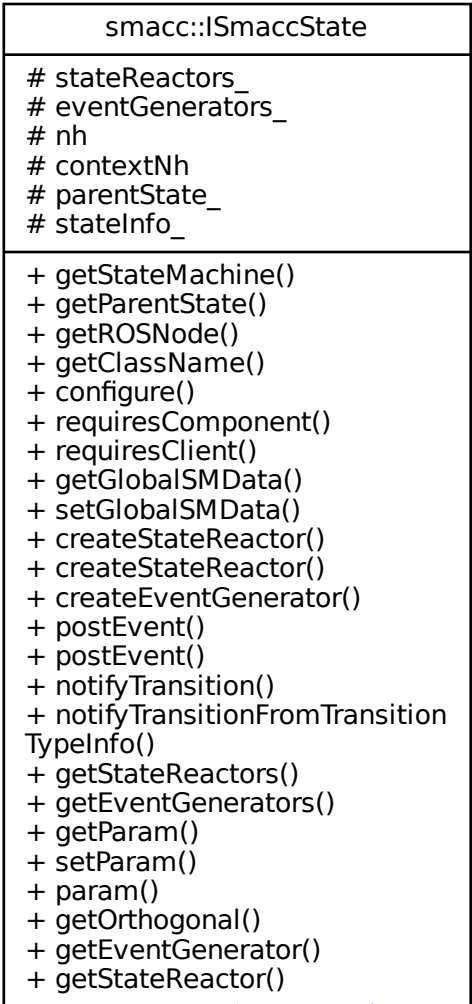 smacc::ISmaccState
# stateReactors_
# eventGenerators_
# nh
# contextNh
# parentState_
# stateInfo_
+ getStateMachine()
+ getParentState()
+ getROSNode()
+ getClassName()
+ configure()
+ requiresComponent()
+ requiresClient()
+ getGlobalSMData()
+ setGlobalSMData()
+ createStateReactor()
+ createStateReactor()
+ createEventGenerator()
+ postEvent()
+ postEvent()
+ notifyTransition()
+ notifyTransitionFromTransition
TypeInfo()
+ getStateReactors()
+ getEventGenerators()
+ getParam()
+ setParam()
+ param()
+ getOrthogonal()
+ getEventGenerator()
+ getStateReactor()